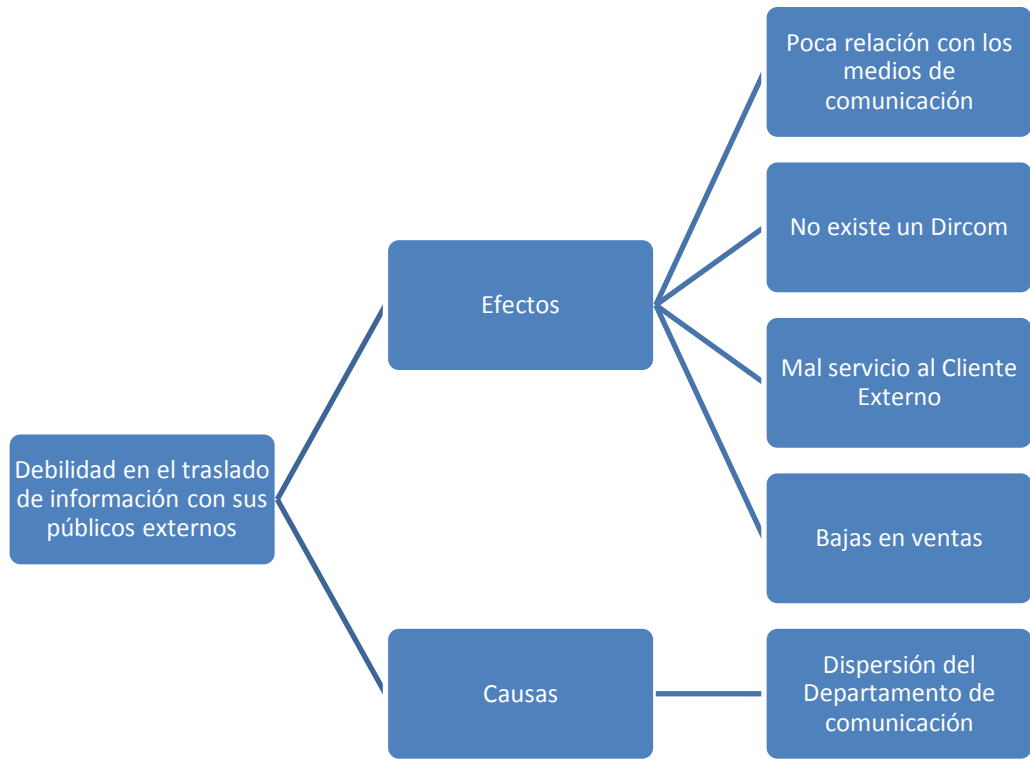 Debilidad en el traslado
de información con sus
públicos externos
Efectos
Poca relación con los
medios de
comunicación
No existe un Dircom
Mal servicio al Cliente
Externo
Bajas en ventas
Causas
Dispersión del
Departamento de
comunicación